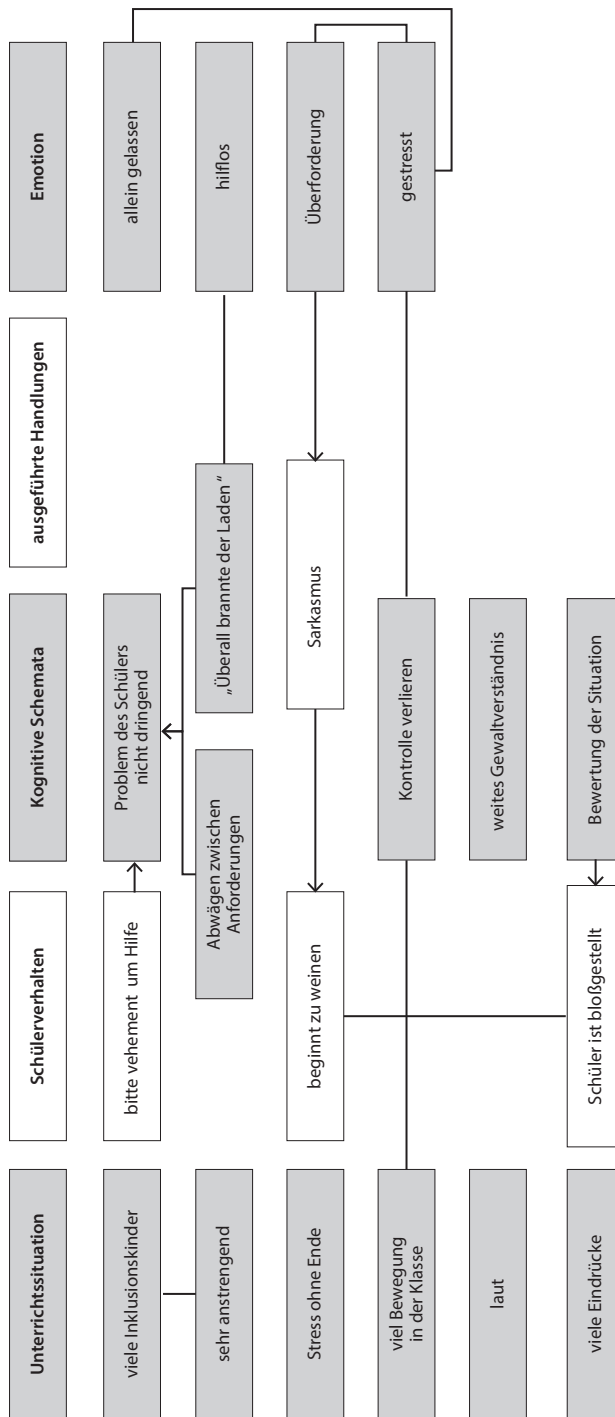 Unterrichtssituation
viele Inklusionskinder
sehr anstrengend
Stress ohne Ende
viel Bewegung
in der Klasse
laut
viele Eindrücke
Schülerverhalten
bitte vehement um Hilfe
Abwägen zwischen
Anforderungen
beginnt zu weinen
Schüler ist bloßgestellt
Kognitive Schemata
Problem des Schülers
nicht dringend
„Überall brannte der Laden“
Kontrolle verlieren
weites Gewaltverständnis
Bewertung der Situation
ausgeführte Handlungen
Sarkasmus
Emotion
allein gelassen
hilflos
Überforderung
gestresst